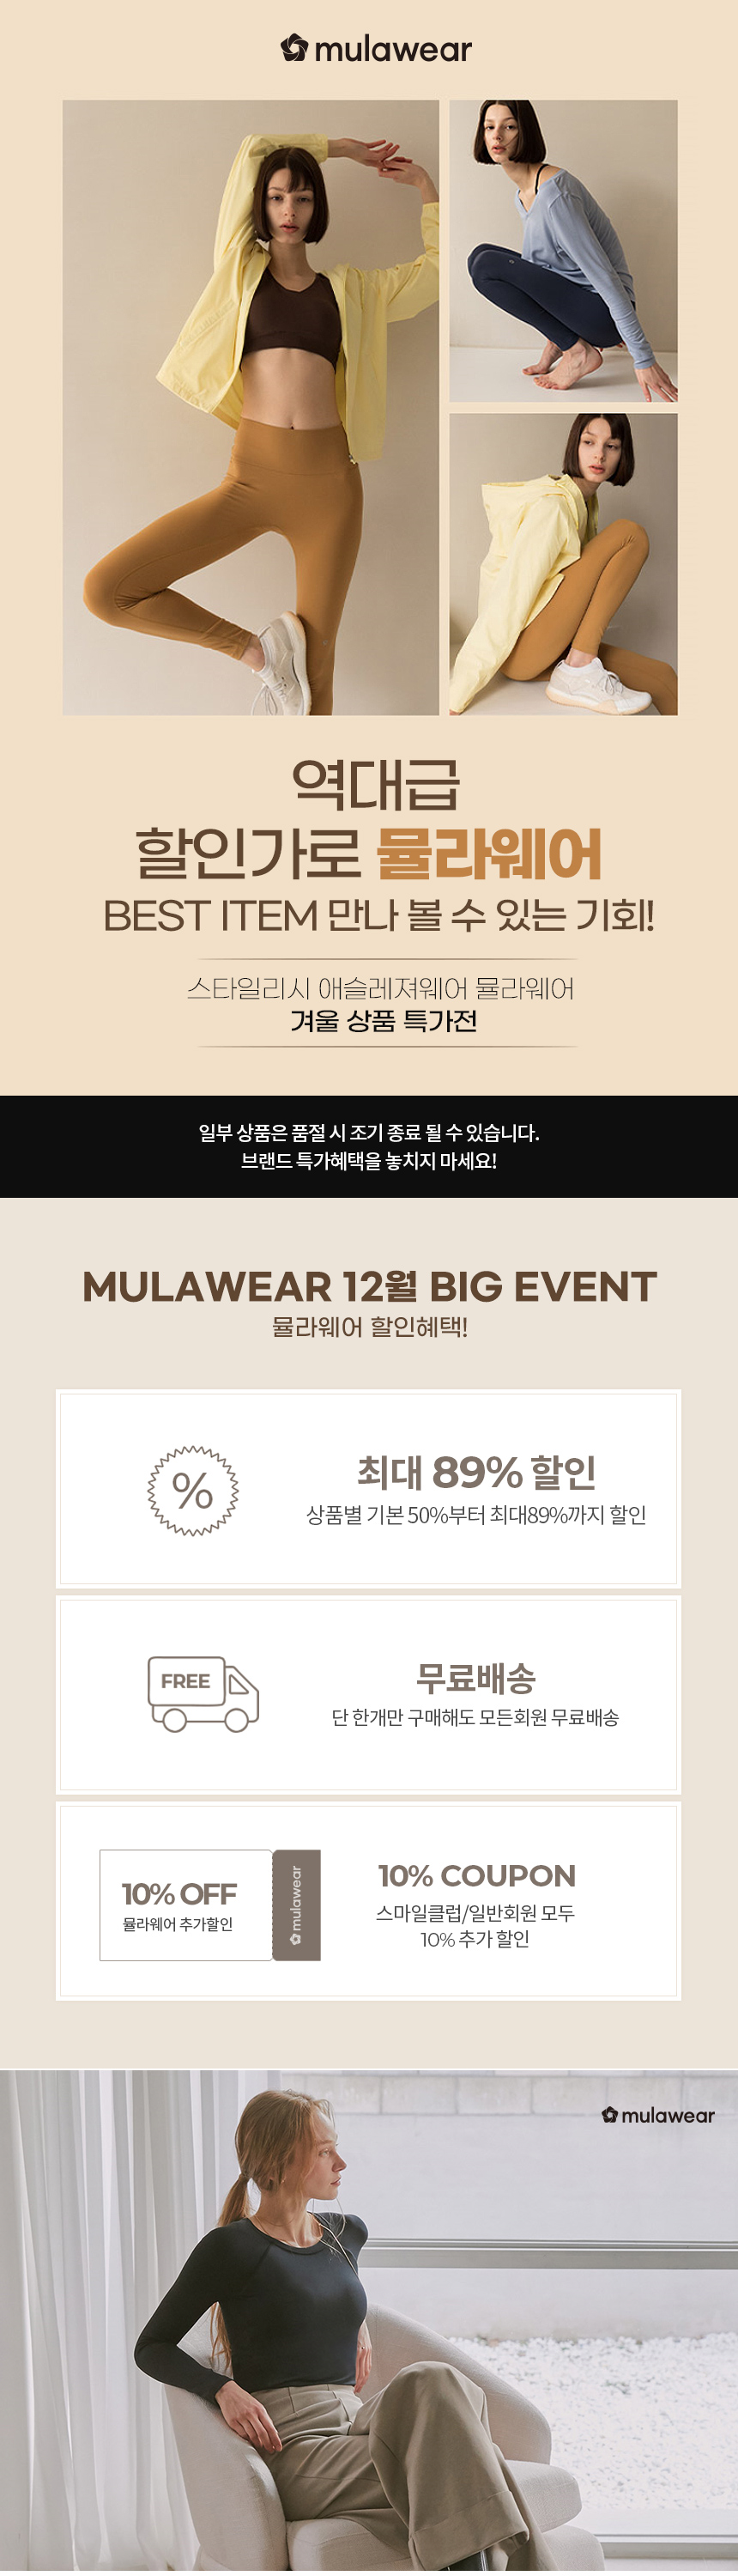 mulawear
역대급
할인가로 뮬라웨어
BEST ITEM 만나 볼 수 있는 기회!
스타일리시 애슬레져웨어 뮬라웨어
겨울 상품 특가전
일부 상품은 품절 시 조기 종료 될 수 있습니다.
브랜드 특가혜택을 놓치지 마세요!
MULAWEAR 12월 BIG EVENT
뮬라웨어 할인혜택!
%
최대 89% 할인
상품별 기본 50%부터 최대89%까지 할인
FREE
무료배송
단 한개만 구매해도 모든회원 무료배송
10% OFF
뮬라웨어 추가할인
mulawear
10% COUPON
스마일클럽/일반회원 모두
10% 추가 할인
mulawear